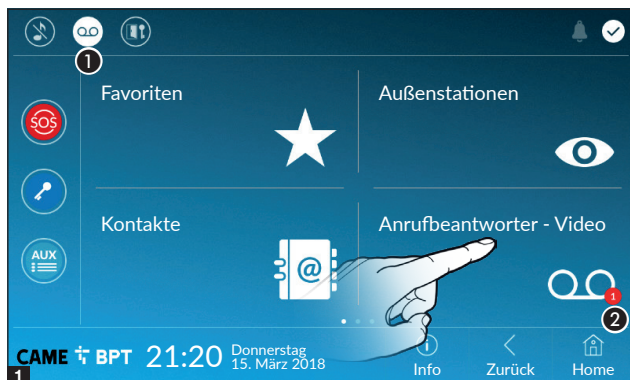 1
Favoriten
Außenstationen
SOS
Kontakte
Anrufbeantworter - Video
@
AUX
1
2
CAME BPT 21:20 Donnerstag
15. März 2018
Info
Zurück
Home
1